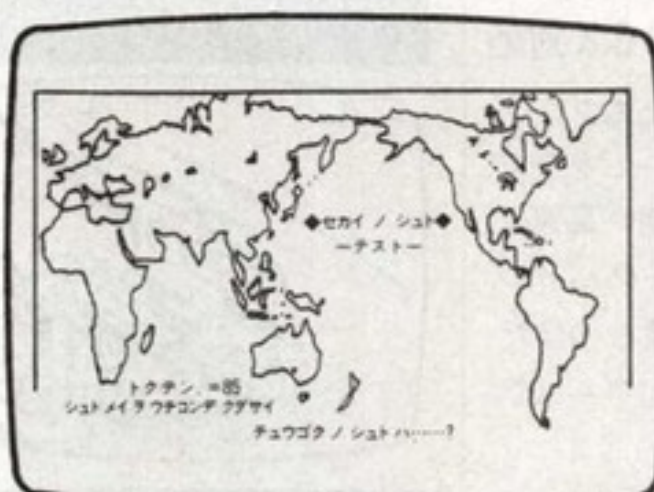 ◆セカイ ノ シュト◆
ーテストー
トクテン =85
シュトメイ ヲ ウチコンデ クダサイ
チュウゴク ノ シュト ハ……?